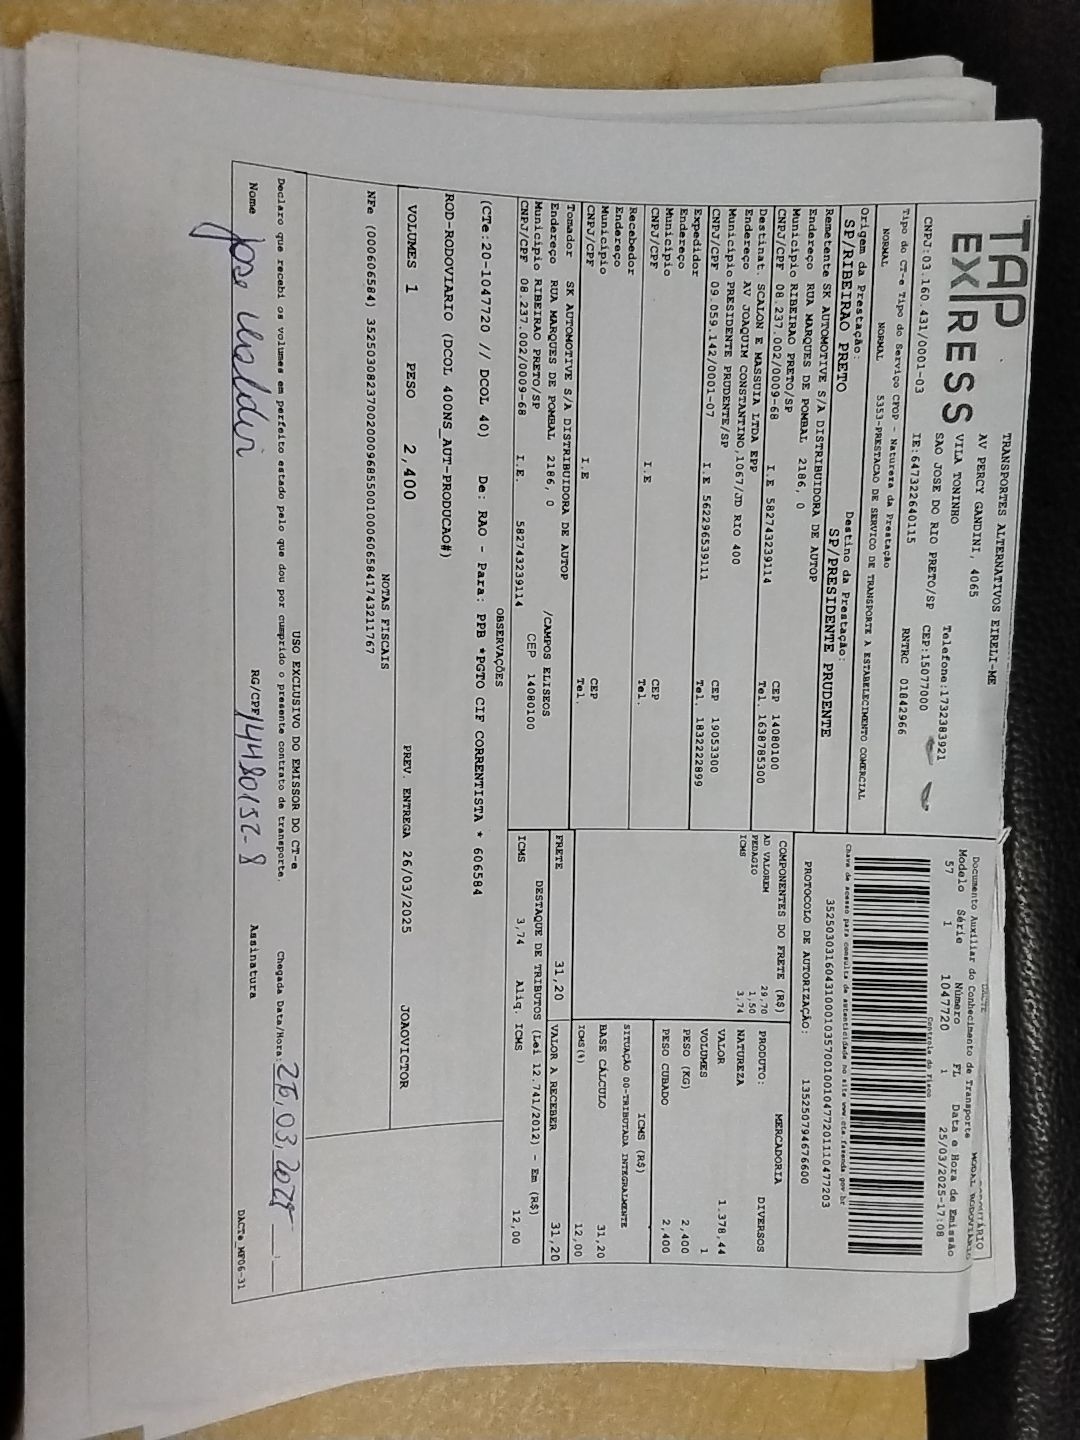 TAP
EXPRESS
TRANSPORTES ALTERNATIVOS EIRELI-ME
AV PERCY GANDINI, 4065
VILA TONINHO
SAO JOSE DO RIO PRETO/SP
Telefone:1732383921
CEP:15077000
CNPJ:03.160.431/0001-03
IE:647322640115
RNTRC 01842966
Tipo do CT-e Tipo do Serviço CFOP - Natureza da Prestação
NORMAL NORMAL 5353-PRESTACAO DE SERVICO DE TRANSPORTE A ESTABELECIMENTO COMERCIAL
Origem da Prestação: Destino da Prestação:
SP/RIBEIRAO PRETO SP/PRESIDENTE PRUDENTE
Remetente SK AUTOMOTIVE S/A DISTRIBUIDORA DE AUTOP
Endereço RUA MARQUES DE POMBAL 2186, 0
Município RIBEIRAO PRETO/SP CEP 14080100
CNPJ/CPF 08.237.002/0009-68 I.E 582743239114 Tel. 1638785300
Destinat. SCALON E MASSUIA LTDA EPP
Endereço AV JOAQUIM CONSTANTINO,1067/JD RIO 400
Município PRESIDENTE PRUDENTE/SP CEP 19053300
CNPJ/CPF 09.059.142/0001-07 I.E 562296539111 Tel. 1832222899
Expedidor
Endereço
Município CEP
CNPJ/CPF I.E Tel.
Recebedor
Endereço
Município CEP
CNPJ/CPF I.E Tel.
Tomador SK AUTOMOTIVE S/A DISTRIBUIDORA DE AUTOP
Endereço RUA MARQUES DE POMBAL 2186, 0 /CAMPOS ELISEOS
Município RIBEIRAO PRETO/SP CEP 14080100
CNPJ/CPF 08.237.002/0009-68 I.E. 582743239114
DACTE
Documento Auxiliar do Conhecimento de Transporte
MODAL RODOVIÁRIO
Modelo Série Número FL Data e Hora de Emissão
57 1 1047720 1 25/03/2025-17:08
Controle do Fisco
Chave de acesso para consulta de autenticidade no site www.cte.fazenda.gov.br
35250303160431000103570010010477201110477203
PROTOCOLO DE AUTORIZAÇÃO: 135250794676600
COMPONENTES DO FRETE (R$)
AD VALOREM 29,70
PEDAGIO 1,50
ICMS 3,74
MERCADORIA
PRODUTO: DIVERSOS
NATUREZA
VALOR 1.378,44
VOLUMES 1
PESO (KG) 2,400
PESO CUBADO 2,400
ICMS (R$)
SITUAÇÃO 00-TRIBUTADA INTEGRALMENTE
BASE CÁLCULO 31,20
ICMS(%) 12,00
FRETE 31,20
VALOR A RECEBER 31,20
DESTAQUE DE TRIBUTOS (Lei 12.741/2012) - Em (R$)
ICMS 3,74 Aliq. ICMS 12,00
OBSERVAÇÕES
(CTe:20-1047720 // DCOL 40) De: RAO - Para: PPB *PGTO CIF CORRENTISTA * 606584
ROD-RODOVIARIO (DCOL 400NS_AUT-PRODUCAO#)
VOLUMES 1 PESO 2,400 PREV. ENTREGA 26/03/2025 JOAOVICTOR
NOTAS FISCAIS
NFe (000606584) 35250308237002000968550010006065841743211767
USO EXCLUSIVO DO EMISSOR DO CT-e
Declaro que recebi os volumes em perfeito estado pelo que dou por cumprido o presente contrato de transporte. Chegada Data/Hora: 26,03,2025
Nome Jose Valdir RG/CPF 14480152-8 Assinatura
DACTe_MP06-31